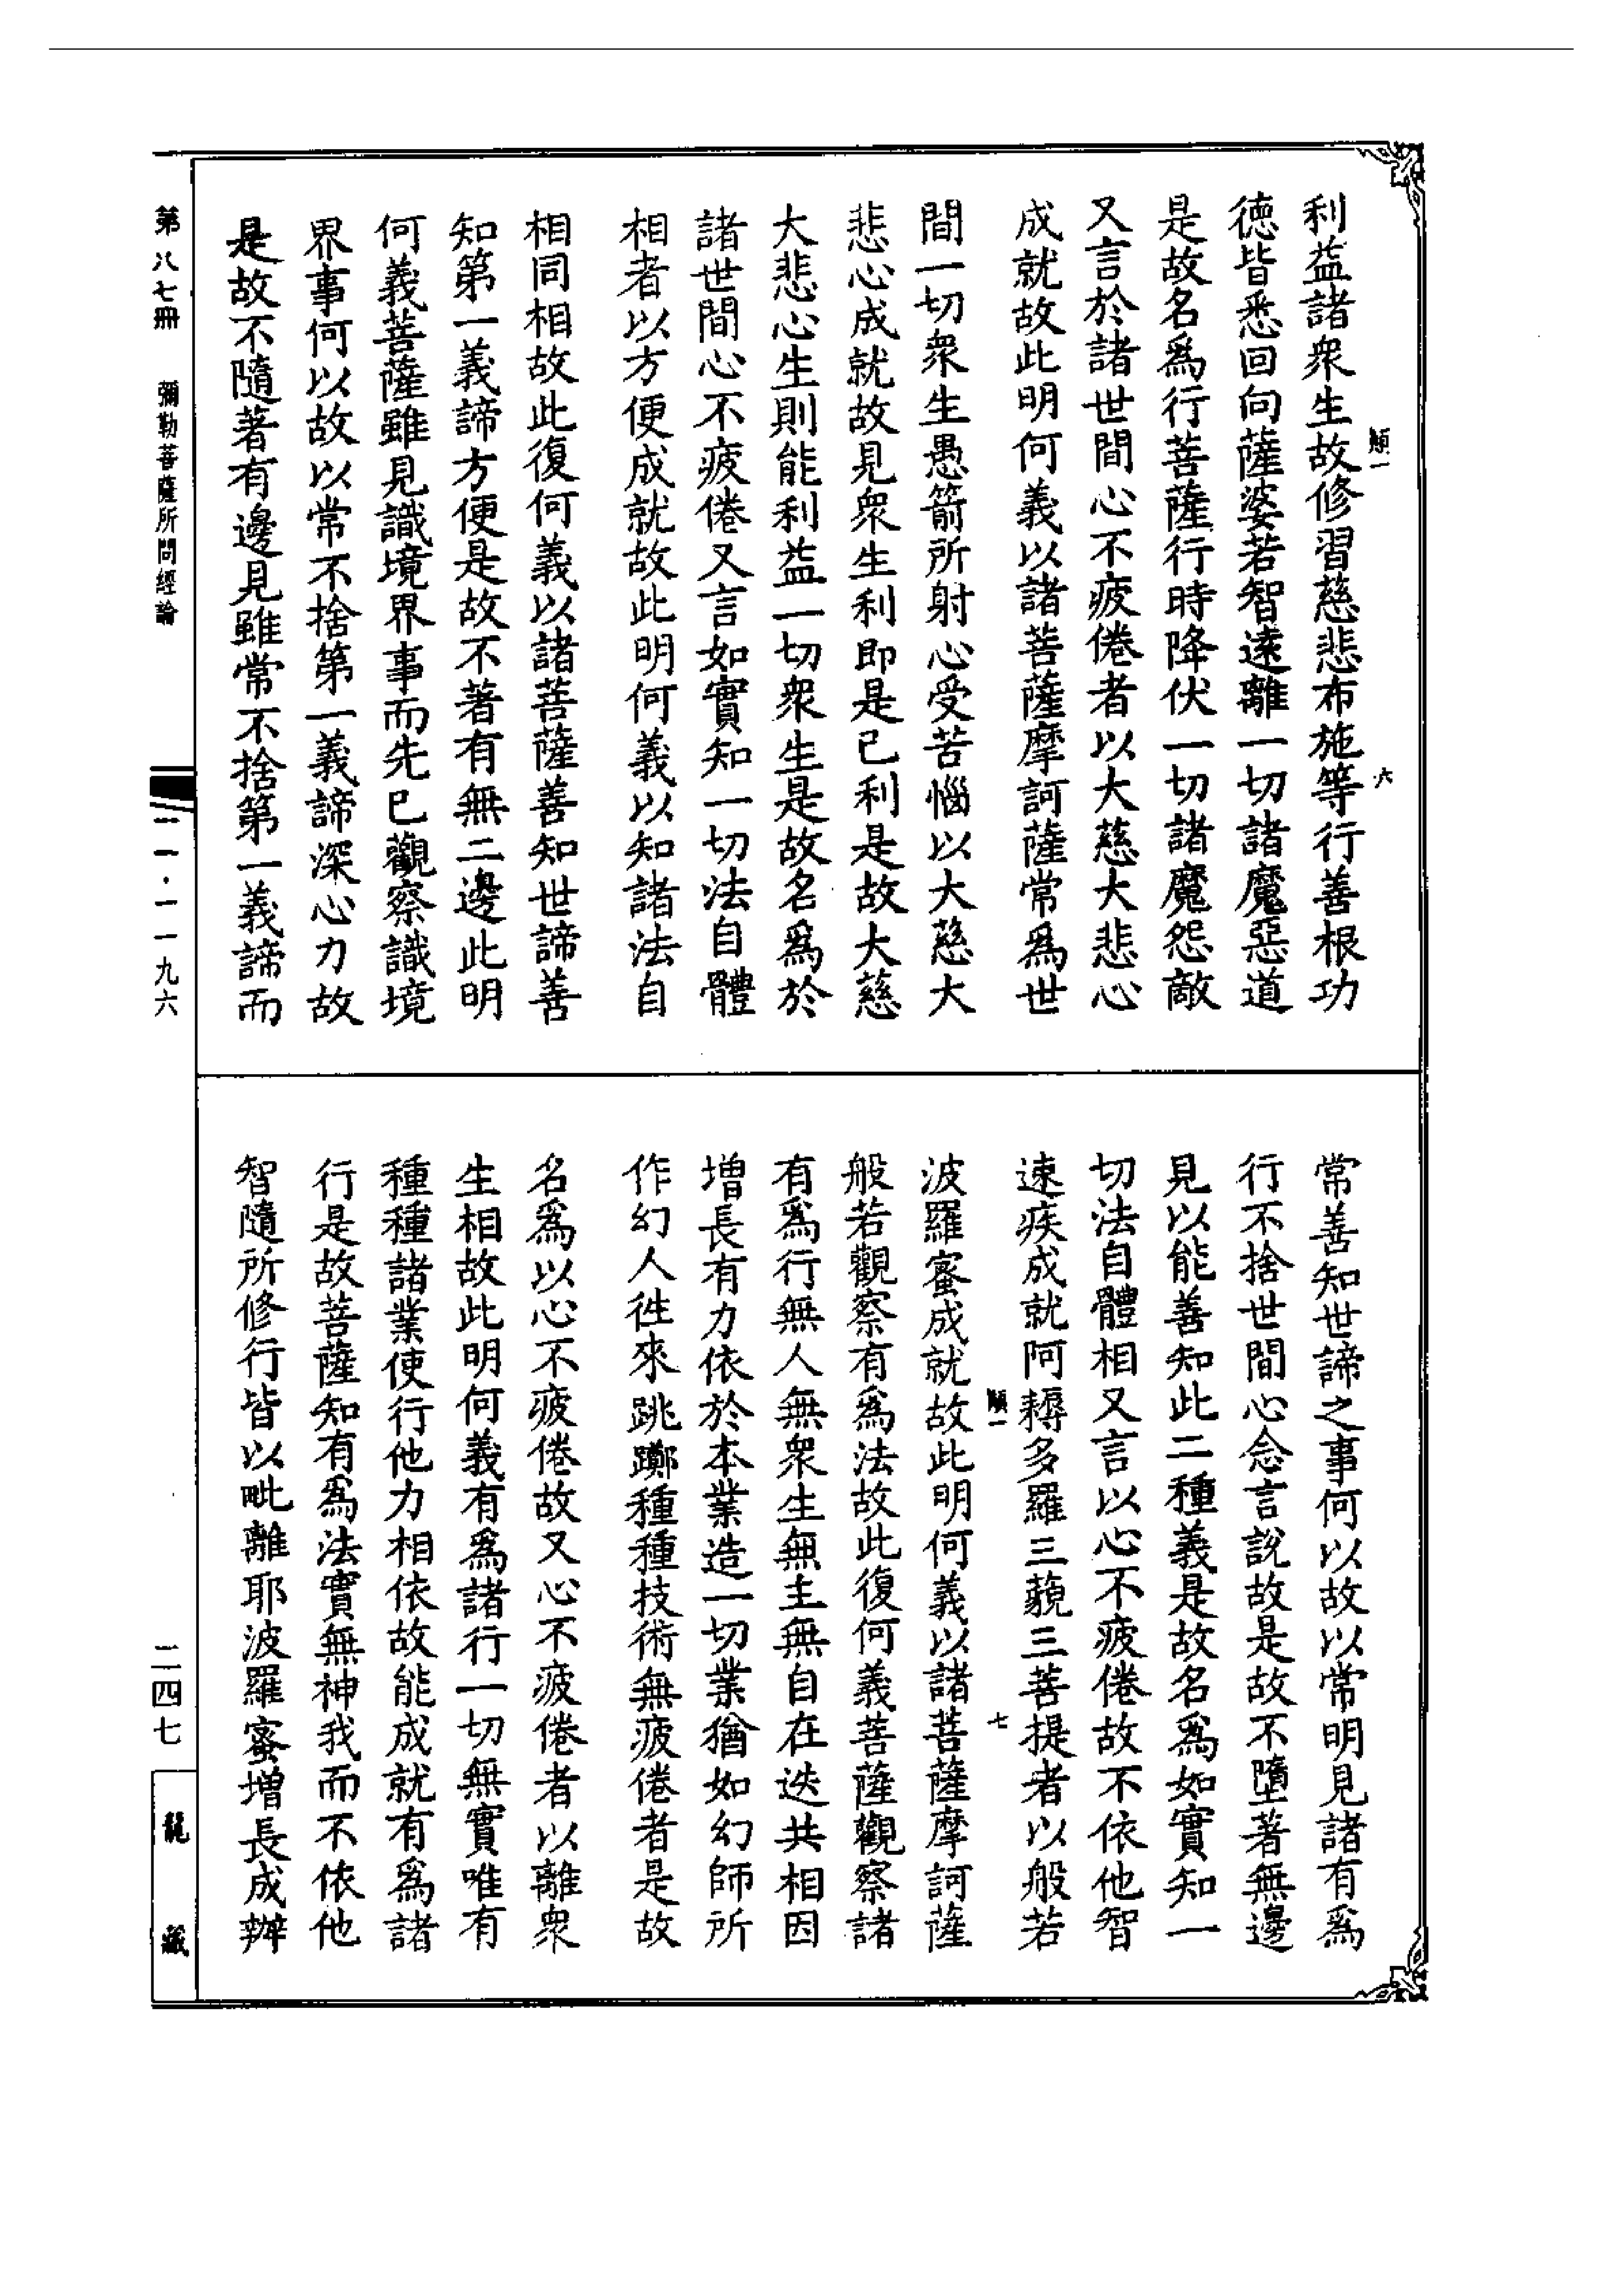 利益諸衆生故修習慈悲布施等行善根功
德皆悉回向薩婆若智遠離一切諸魔惡道
是故名爲行菩薩行時降伏一切諸魔怨敵
又言於諸世間心不疲倦者以大慈大悲心
成就故此明何義以諸菩薩摩訶薩常爲世
間一切衆生愚箭所射心受苦惱以大慈大
悲心成就故見衆生利即是已利是故大慈
大悲心生則能利益一切衆生是故名爲於
諸世間心不疲倦又言如實知一切法自體
相者以方便成就故此明何義以知諸法自
相同相故此復何義以諸菩薩善知世諦善
知第一義諦方便是故不著有無二邊此明
何義菩薩雖見識境界事而先已觀察識境
界事何以故以常不捨第一義諦深心力故
是故不隨著有邊見雖常不捨第一義諦而
常善知世諦之事何以故以常明見諸有爲
行不捨世間心念言說故是故不墮著無邊
見以能善知此二種義是故名爲如實知一
切法自體相又言以心不疲倦故不依他智
速疾成就阿耨多羅三藐三菩提者以般若
波羅蜜成就故此明何義以諸菩薩摩訶薩
般若觀察有爲法故此復何義菩薩觀察諸
有爲行無人無衆生無主無自在迭共相因
増長有力依於本業造一切業猶如幻師所
作幻人徃來跳躑種種技術無疲倦者是故
名爲以心不疲倦故又心不疲倦者以離衆
生相故此明何義有爲諸行一切無實唯有
種種諸業使行他力相依故能成就有爲諸
行是故菩薩知有爲法實無神我而不依他
智隨所修行皆以毗離耶波羅蜜増長成辦
第八七冊
彌勒菩薩所問經論
一一·一一九六
二四七
龍藏
六
七